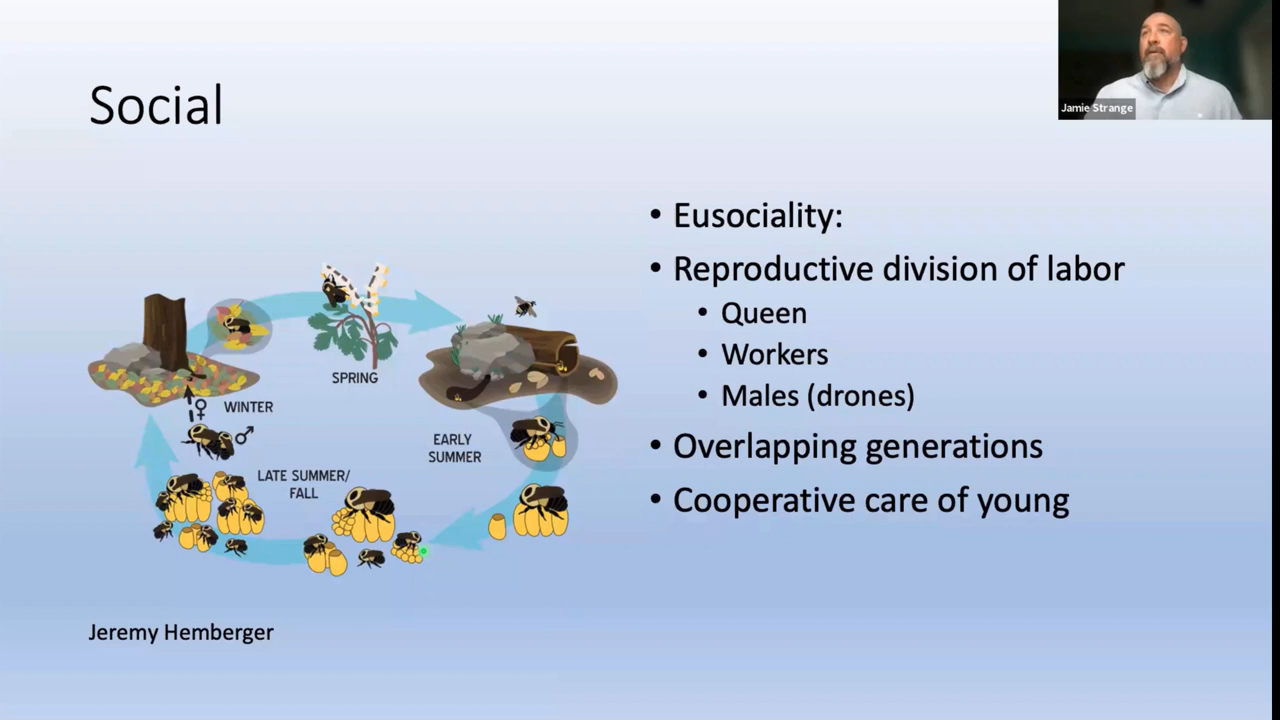 Jamie Strange
Social
• Eusociality:
• Reproductive division of labor
• Queen
• Workers
• Males (drones)
• Overlapping generations
• Cooperative care of young
SPRING
WINTER
EARLY
SUMMER
LATE SUMMER/
FALL
♀
♂
Jeremy Hemberger